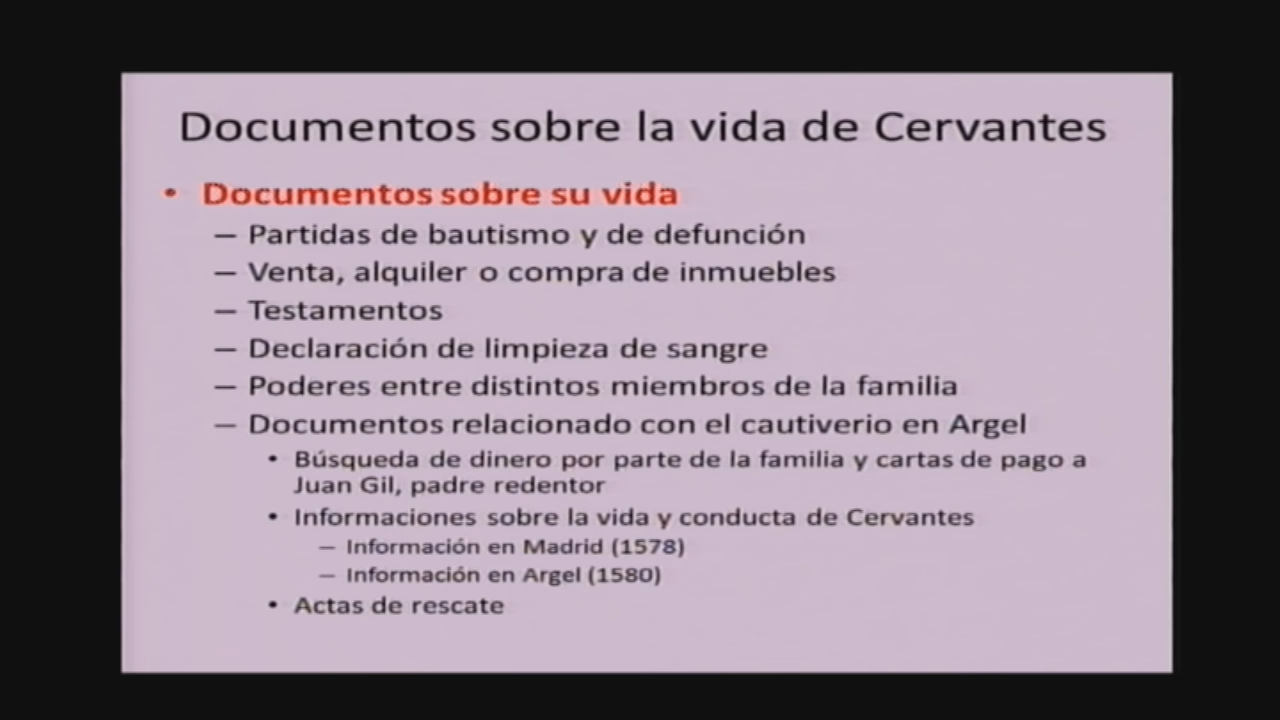 Documentos sobre la vida de Cervantes
• Documentos sobre su vida
– Partidas de bautismo y de defunción
– Venta, alquiler o compra de inmuebles
– Testamentos
– Declaración de limpieza de sangre
– Poderes entre distintos miembros de la familia
– Documentos relacionado con el cautiverio en Argel
• Búsqueda de dinero por parte de la familia y cartas de pago a
Juan Gil, padre redentor
• Informaciones sobre la vida y conducta de Cervantes
– Información en Madrid (1578)
– Información en Argel (1580)
• Actas de rescate